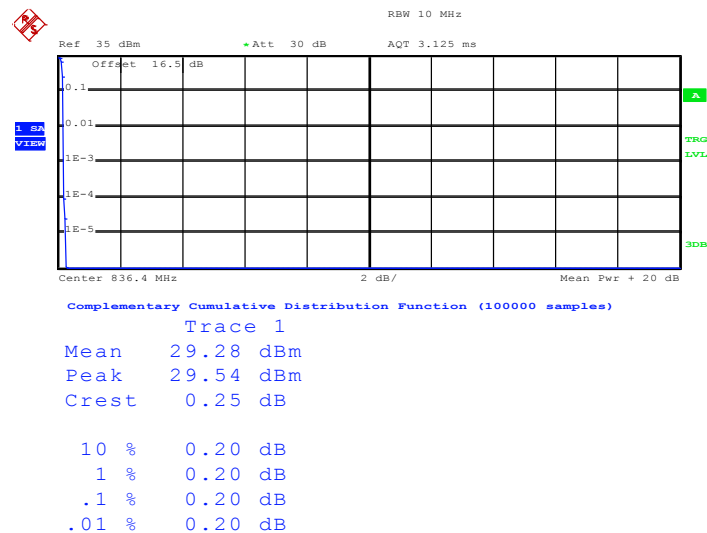 RBW 10 MHz
Ref 35 dBm * Att 30 dB AQT 3.125 ms
Offset 16.5 dB
0.1
A
0.01
1 SA
VIEW
TRG
LVL
1E-3
1E-4
1E-5
3DB
Center 836.4 MHz 2 dB/ Mean Pwr + 20 dB
Complementary Cumulative Distribution Function (100000 samples)
Trace 1
Mean 29.28 dBm
Peak 29.54 dBm
Crest 0.25 dB
10 % 0.20 dB
1 % 0.20 dB
.1 % 0.20 dB
.01 % 0.20 dB